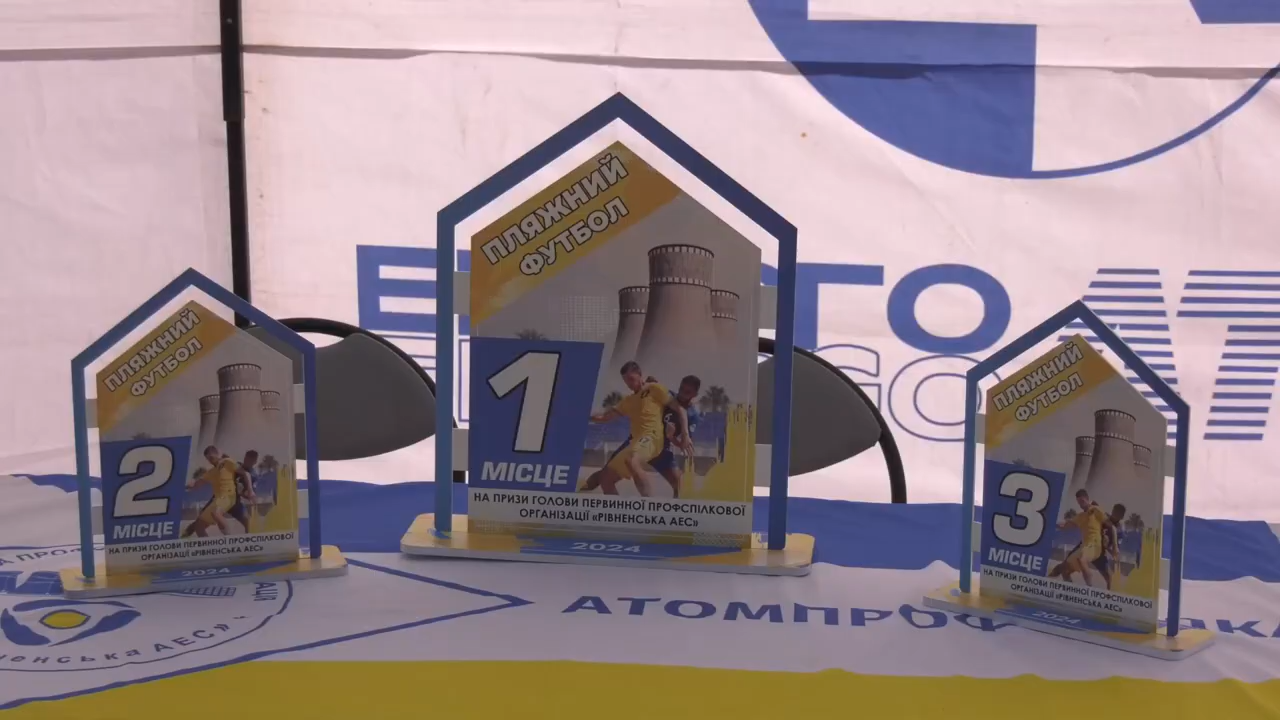 ПЛЯЖНИЙ
ФУТБОЛ
1
МІСЦЕ
НА ПРИЗИ ГОЛОВИ ПЕРВИННОЇ ПРОФСПІЛКОВОЇ
ОРГАНІЗАЦІЇ «РІВНЕНСЬКА АЕС»
2024
ПЛЯЖНИЙ
ФУТБОЛ
2
МІСЦЕ
НА ПРИЗИ ГОЛОВИ ПЕРВИННОЇ ПРОФСПІЛКОВОЇ
ОРГАНІЗАЦІЇ «РІВНЕНСЬКА АЕС»
2024
ПЛЯЖНИЙ
ФУТБОЛ
3
МІСЦЕ
НА ПРИЗИ ГОЛОВИ ПЕРВИННОЇ ПРОФСПІЛКОВОЇ
ОРГАНІЗАЦІЇ «РІВНЕНСЬКА АЕС»
2024
АТОМПРОФ
АЕС»